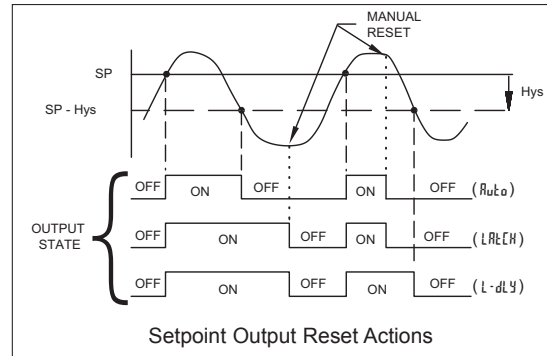 MANUAL
RESET
SP
SP - Hys
Hys
OFF ON OFF ON OFF (Auto)
OUTPUT
STATE
OFF ON OFF ON OFF (LAtCH)
OFF ON OFF ON OFF (L-dLY)
Setpoint Output Reset Actions